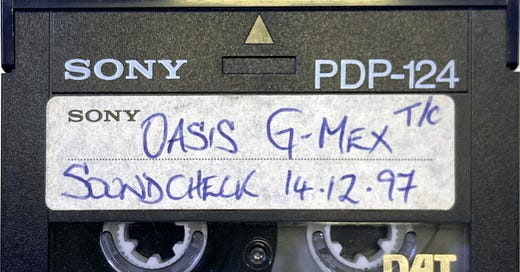 SONY PDP-124
SONY
OASIS G-MEX T/C
SOUNDCHECK 14.12.97
DAT